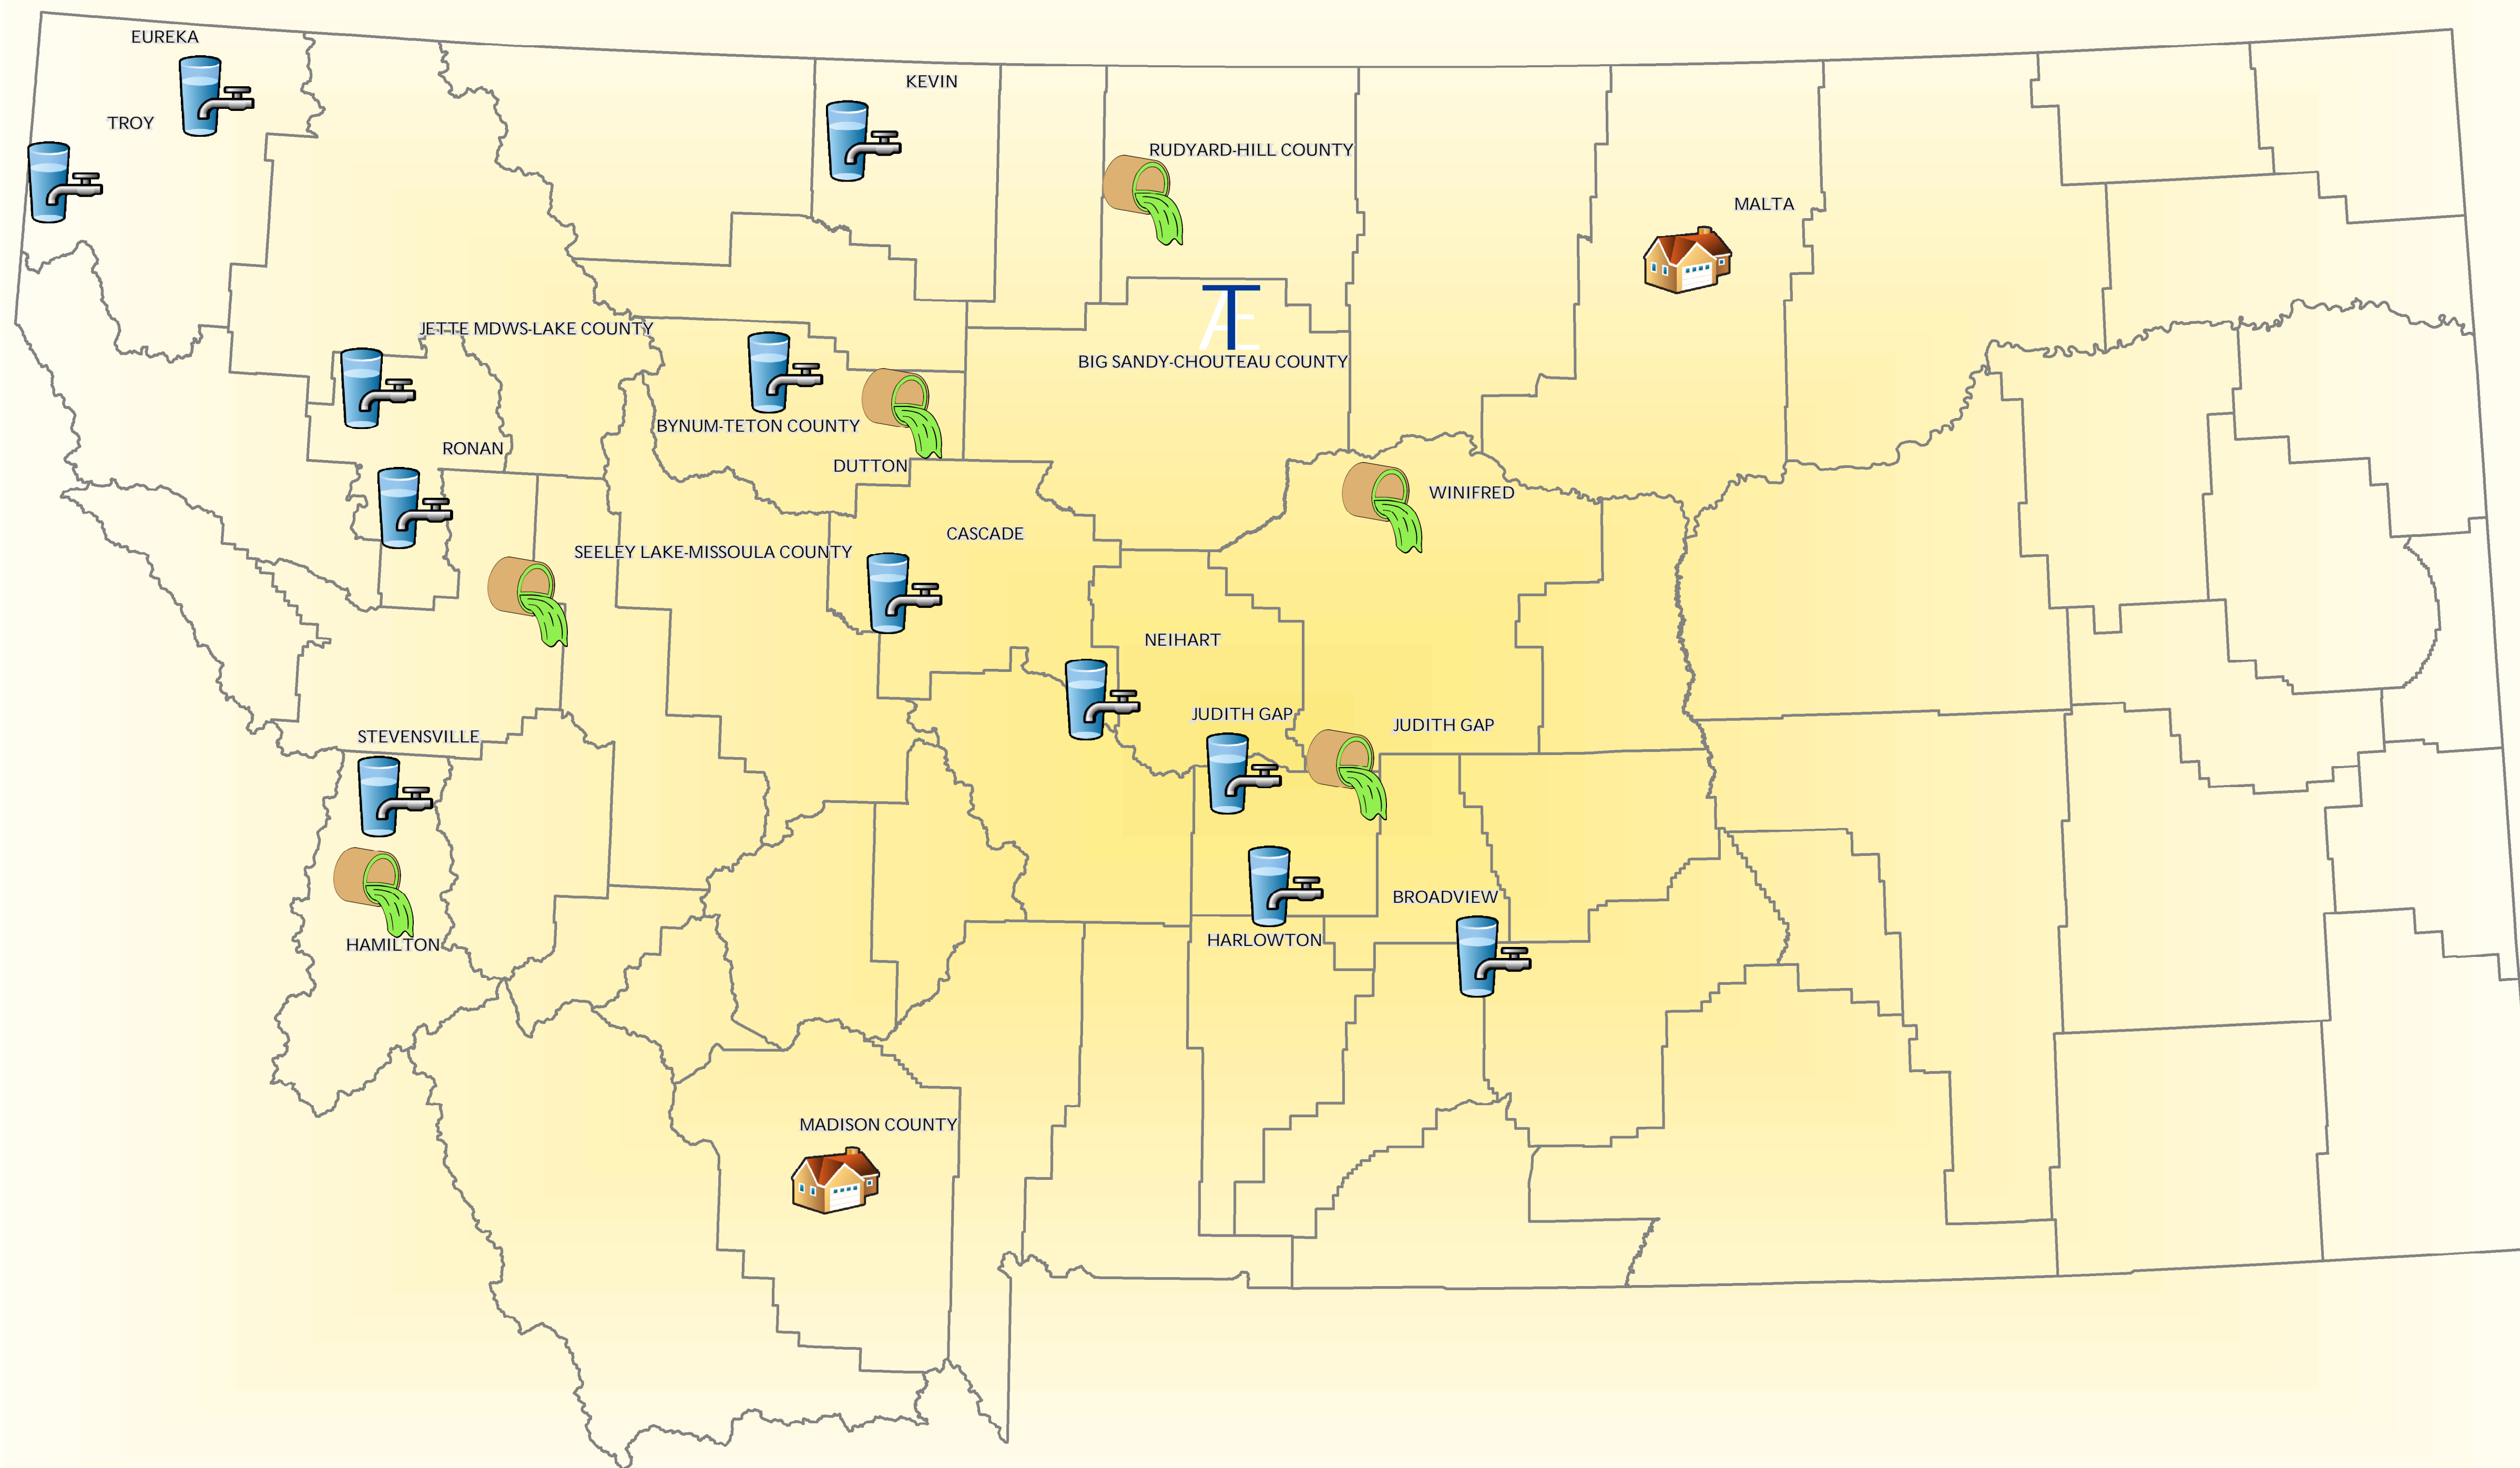 EUREKA
KEVIN
TROY
RUDYARD-HILL COUNTY
MALTA
JETTE MDWS-LAKE COUNTY
TÆ
BIG SANDY-CHOUTEAU COUNTY
BYNUM-TETON COUNTY
RONAN
DUTTON
WINIFRED
CASCADE
SEELEY LAKE-MISSOULA COUNTY
NEIHART
JUDITH GAP
JUDITH GAP
STEVENSVILLE
BROADVIEW
HARLOWTON
HAMILTON
MADISON COUNTY